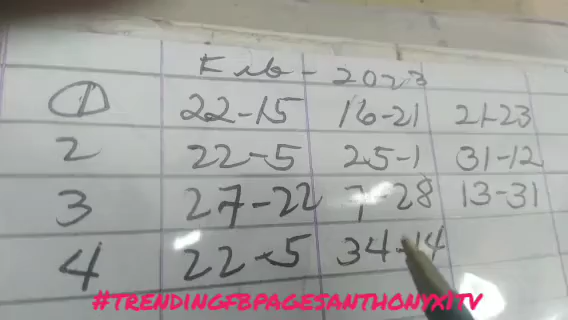 Feb - 2023
1 22-15 16-21 21-23
2 22-5 25-1 31-12
3 27-22 7-28 13-31
4 22-5 34-14
#TRENDINGFBPAGESANTHONYX1TV